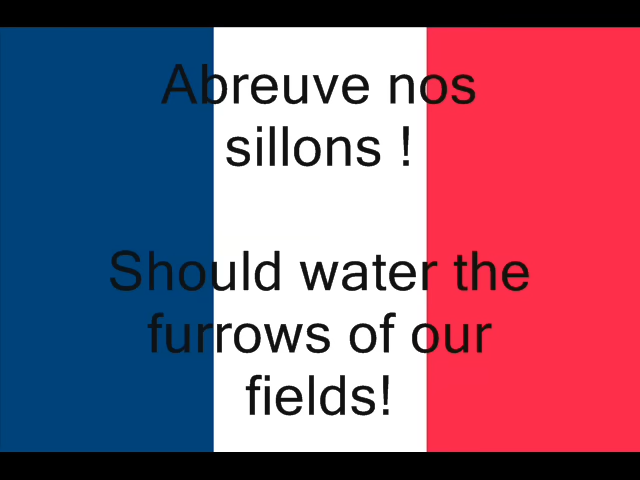 Abreuve nos
sillons !
Should water the
furrows of our
fields!